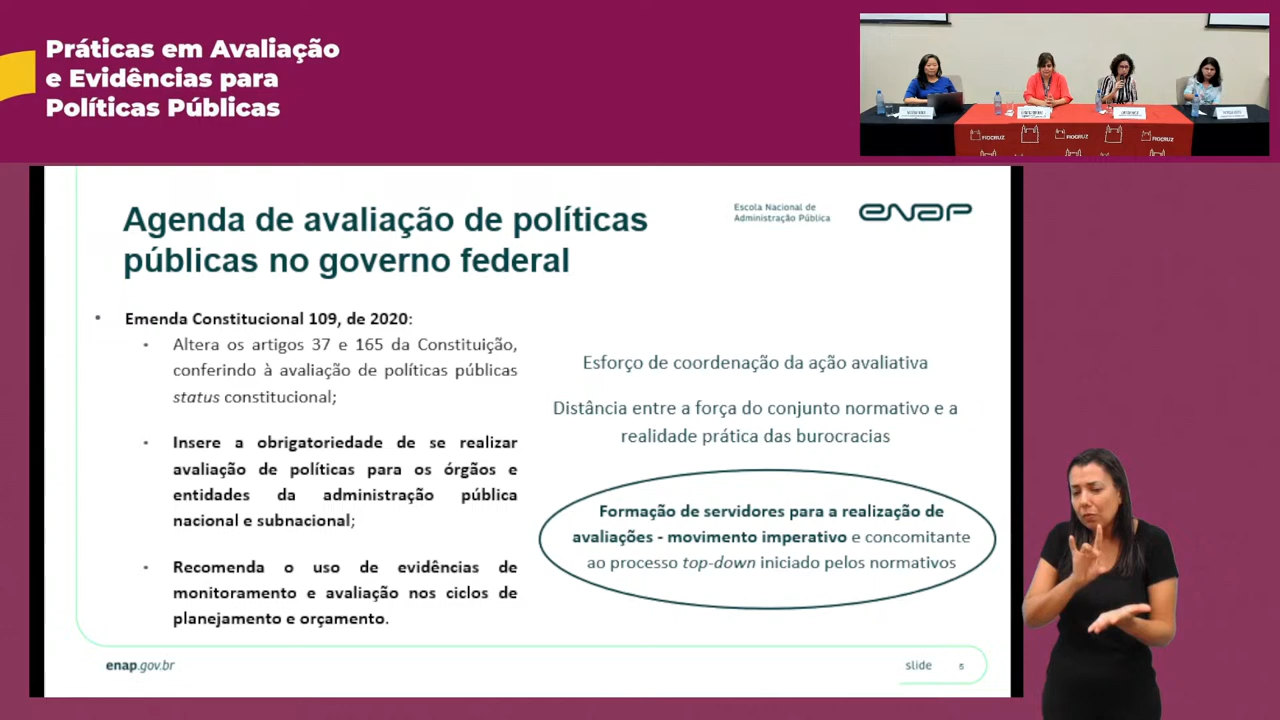 Práticas em Avaliação
e Evidências para
Políticas Públicas
FIOCRUZ
FIOCRUZ
FIOCRUZ
Agenda de avaliação de políticas
públicas no governo federal
Escola Nacional de
Administração Pública
enap
• Emenda Constitucional 109, de 2020:
• Altera os artigos 37 e 165 da Constituição,
conferindo à avaliação de políticas públicas
status constitucional;
• Insere a obrigatoriedade de se realizar
avaliação de políticas para os órgãos e
entidades da administração pública
nacional e subnacional;
• Recomenda o uso de evidências de
monitoramento e avaliação nos ciclos de
planejamento e orçamento.
Esforço de coordenação da ação avaliativa
Distância entre a força do conjunto normativo e a
realidade prática das burocracias
Formação de servidores para a realização de
avaliações - movimento imperativo e concomitante
ao processo top-down iniciado pelos normativos
enap.gov.br
slide 5